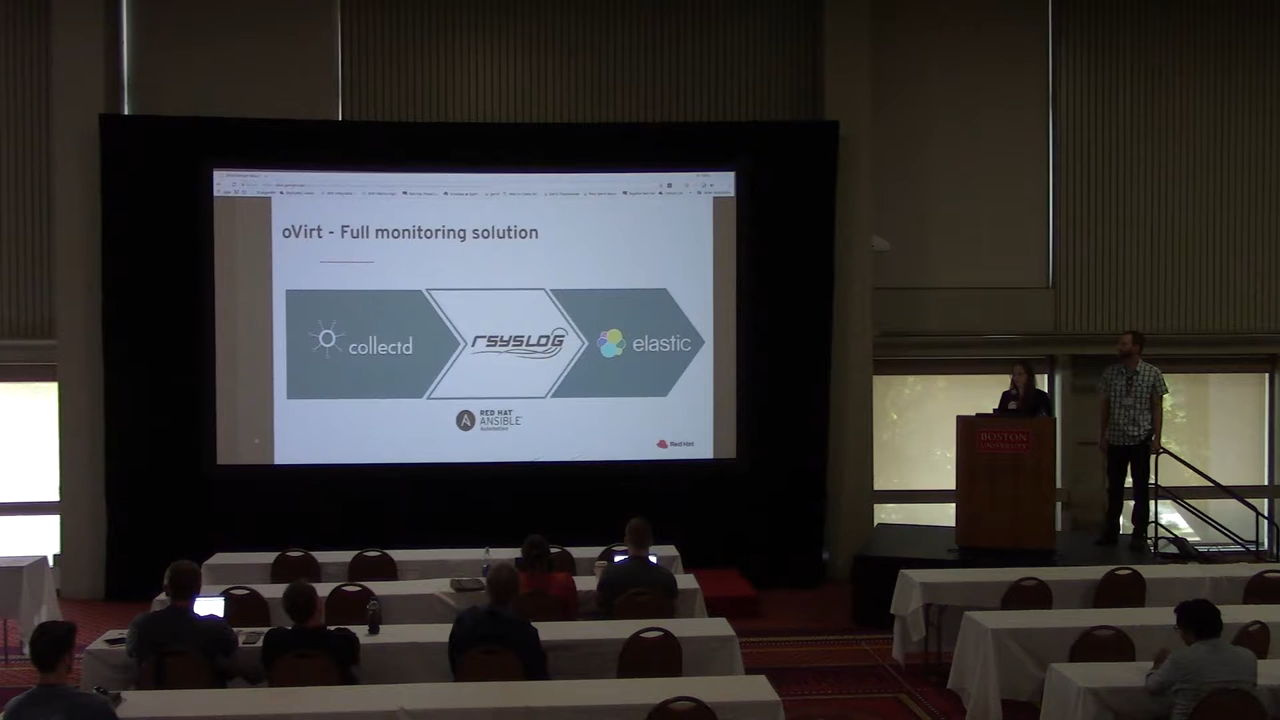 oVirt - Full monitoring solution
collectd
RSYSLOG
elastic
A
RED HAT
ANSIBLE
Automation
Red Hat
BOSTON
UNIVERSITY